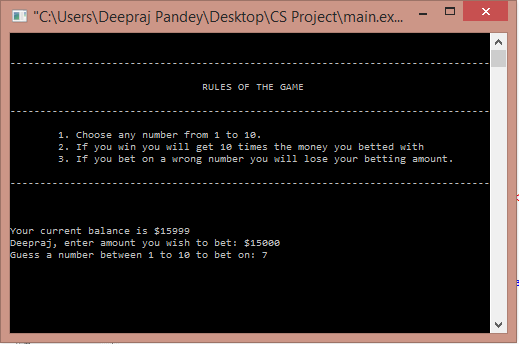 "C:\Users\Deepraj Pandey\Desktop\CS Project\main.ex...
RULES OF THE GAME
1. Choose any number from 1 to 10.
2. If you win you will get 10 times the money you betted with
3. If you bet on a wrong number you will lose your betting amount.
Your current balance is $15999
Deepraj, enter amount you wish to bet: $15000
Guess a number between 1 to 10 to bet on: 7